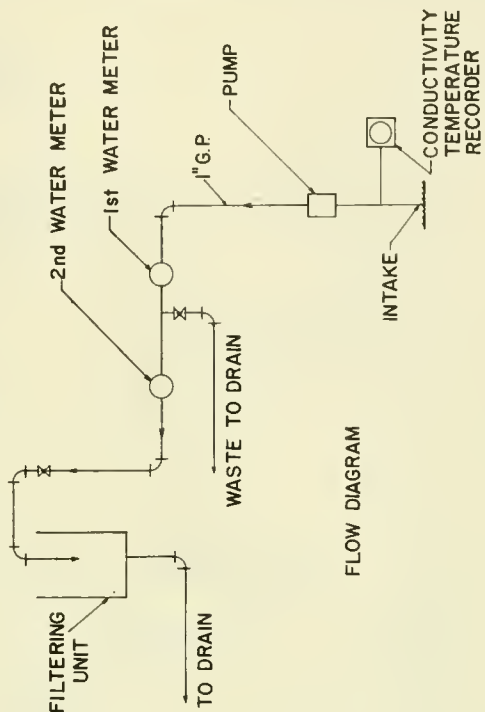 2nd WATER METER
1st WATER METER
1" G.P.
PUMP
FILTERING
UNIT
TO DRAIN
WASTE TO DRAIN
INTAKE
CONDUCTIVITY
TEMPERATURE
RECORDER
FLOW DIAGRAM